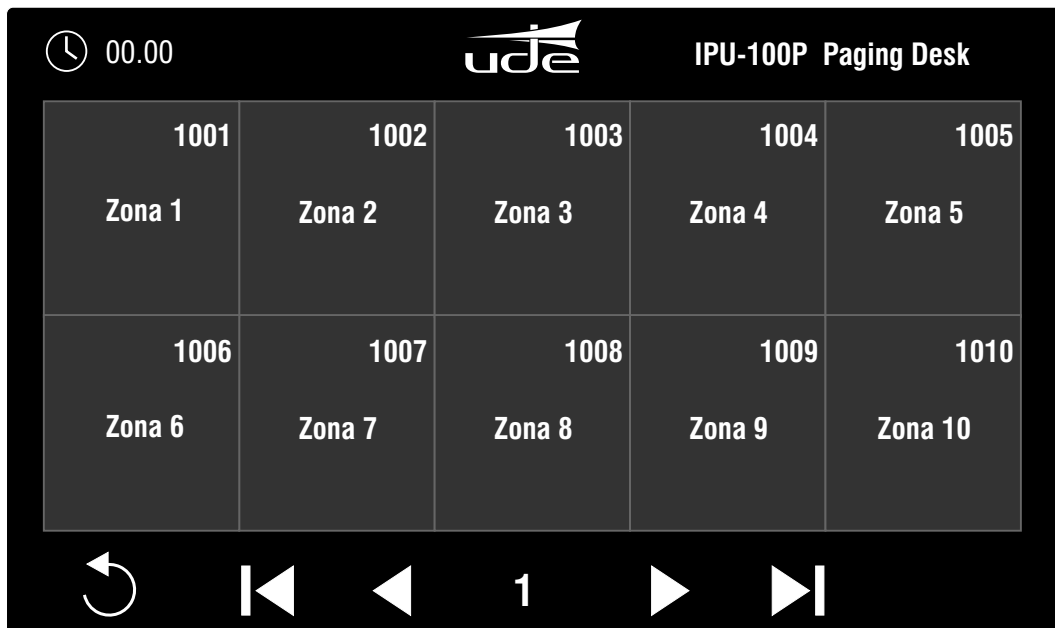 00.00
ude
IPU-100P Paging Desk
1001 1002 1003 1004 1005
Zona 1 Zona 2 Zona 3 Zona 4 Zona 5
1006 1007 1008 1009 1010
Zona 6 Zona 7 Zona 8 Zona 9 Zona 10
1